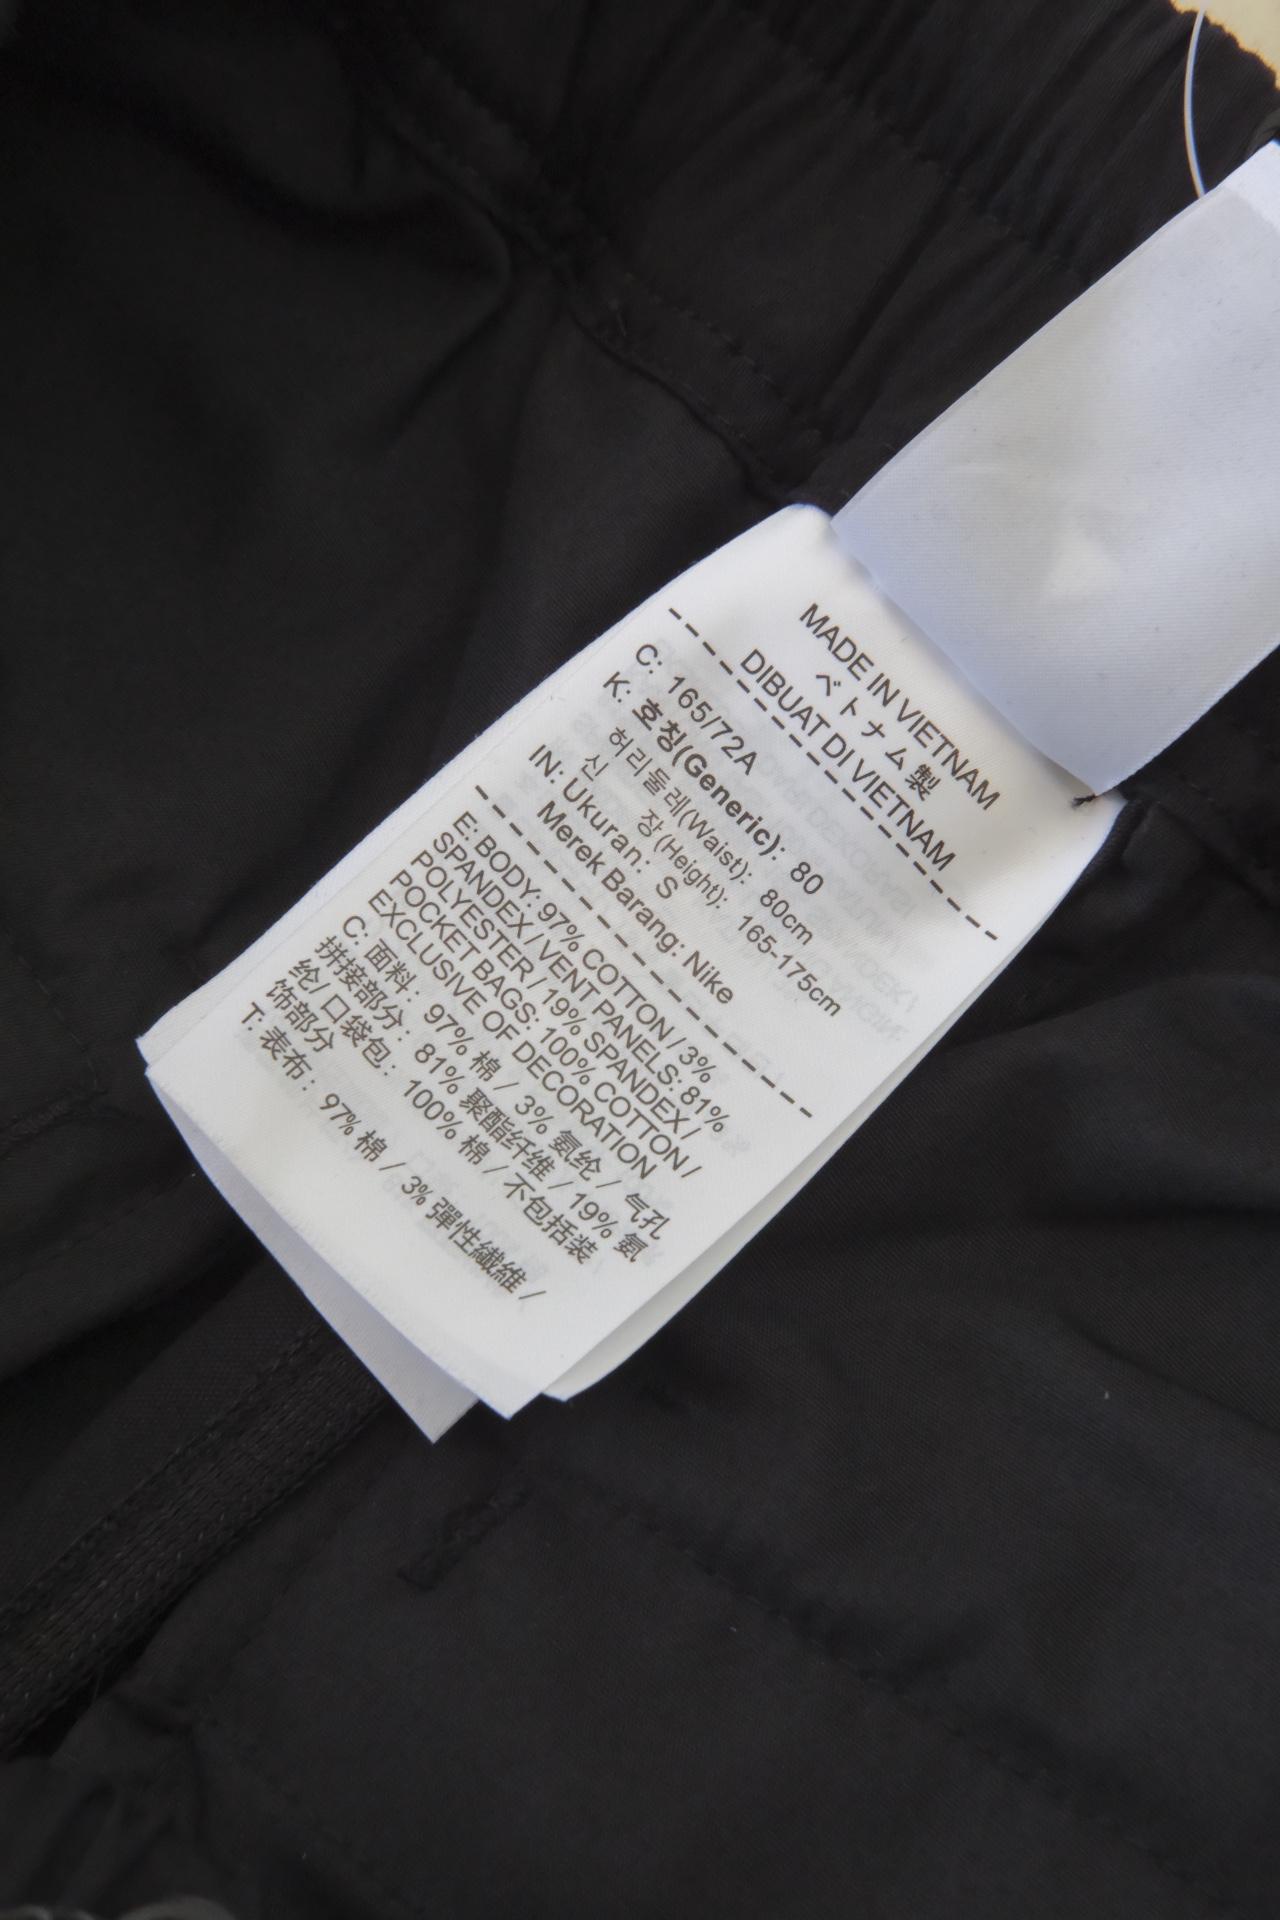 MADE IN VIETNAM
ベトナム製
DIBUAT DI VIETNAM
C: 165/72A
K: 호칭(Generic): 80
허리둘레(Waist): 80cm
신 장(Height): 165-175cm
IN: Ukuran: S
Merek Barang: Nike
E: BODY: 97% COTTON / 3%
SPANDEX / VENT PANELS: 81%
POLYESTER / 19% SPANDEX /
POCKET BAGS: 100% COTTON /
EXCLUSIVE OF DECORATION
C: 面料: 97% 棉 / 3% 氨纶 / 气孔
拼接部分: 81% 聚酯纤维 / 19% 氨
纶/ 口袋包: 100% 棉 / 不包括装
饰部分
T: 表布: 97% 棉 / 3% 彈性纖維 /